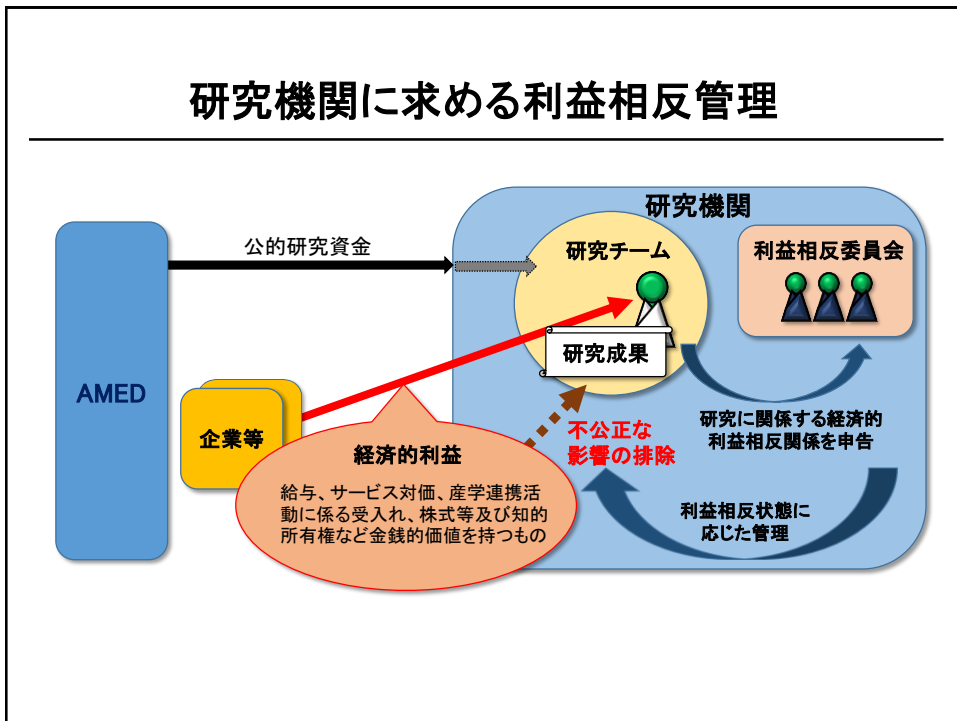 研究機関に求める利益相反管理
研究機関
公的研究資金
研究チーム
利益相反委員会
研究成果
AMED
企業等
研究に関係する経済的
利益相反関係を申告
不公正な
影響の排除
経済的利益
給与、サービス対価、産学連携活
動に係る受入れ、株式等及び知的
所有権など金銭的価値を持つもの
利益相反状態に
応じた管理